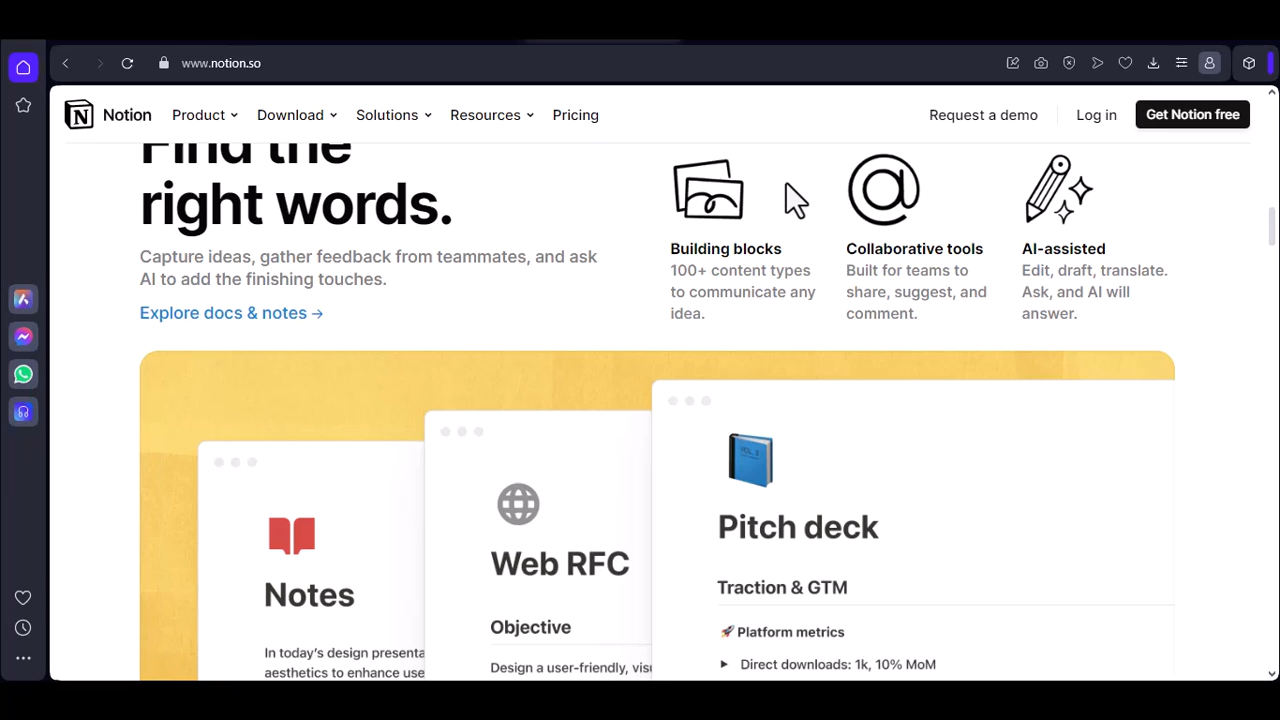 www.notion.so
Notion Product Download Solutions Resources Pricing Request a demo Log in Get Notion free
Find the
right words.
Capture ideas, gather feedback from teammates, and ask
AI to add the finishing touches.
Explore docs & notes →
Building blocks
100+ content types
to communicate any
idea.
Collaborative tools
Built for teams to
share, suggest, and
comment.
AI-assisted
Edit, draft, translate.
Ask, and AI will
answer.
Notes
In today's design presenta
aesthetics to enhance use
Web RFC
Objective
Design a user-friendly, visu
Pitch deck
Traction & GTM
🚀 Platform metrics
Direct downloads: 1k, 10% MoM